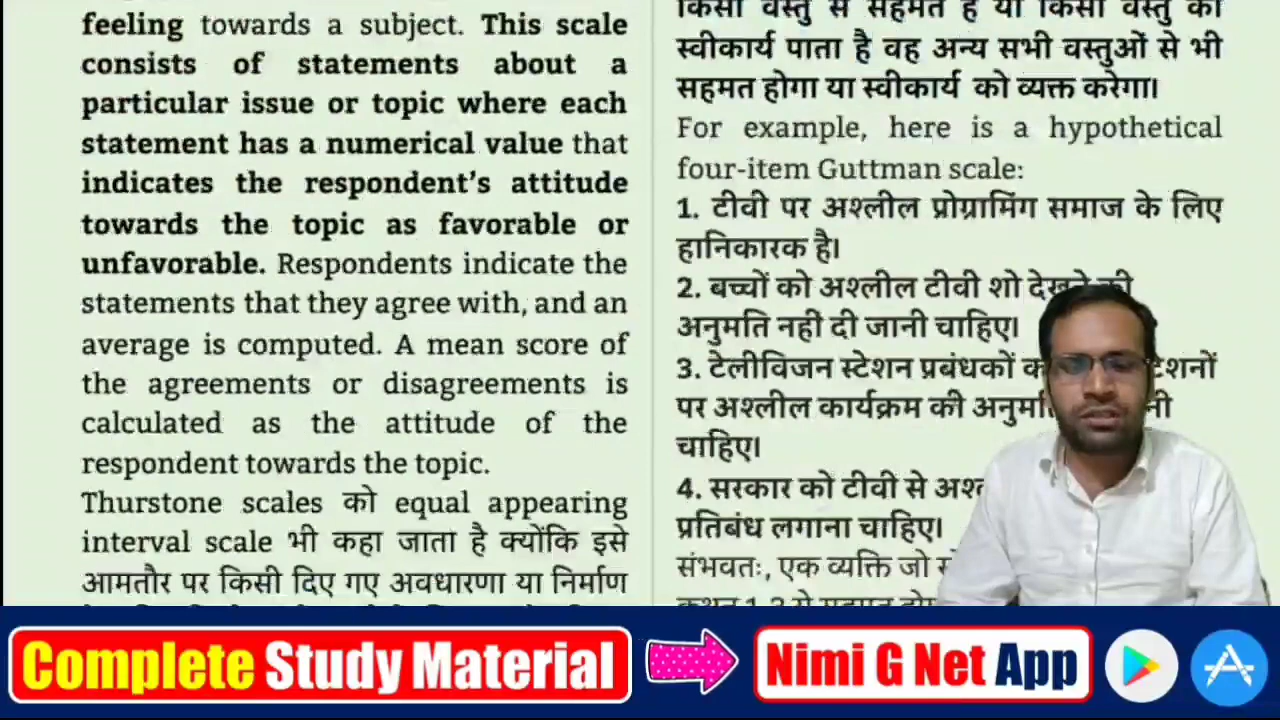 feeling towards a subject. This scale
consists of statements about a
particular issue or topic where each
statement has a numerical value that
indicates the respondent's attitude
towards the topic as favorable or
unfavorable. Respondents indicate the
statements that they agree with, and an
average is computed. A mean score of
the agreements or disagreements is
calculated as the attitude of the
respondent towards the topic.
Thurstone scales को equal appearing
interval scale भी कहा जाता है क्योंकि इसे
आमतौर पर किसी दिए गए अवधारणा या निर्माण
किसी वस्तु से सहमत है या किसी वस्तु को
स्वीकार्य पाता है वह अन्य सभी वस्तुओं से भी
सहमत होगा या स्वीकार्य को व्यक्त करेगा।
For example, here is a hypothetical
four-item Guttman scale:
1. टीवी पर अश्लील प्रोग्रामिंग समाज के लिए
हानिकारक है।
2. बच्चों को अश्लील टीवी शो देखने की
अनुमति नहीं दी जानी चाहिए।
3. टेलीविजन स्टेशन प्रबंधकों
पर अश्लील कार्यक्रम की
चाहिए।
4. सरकार को टीवी से
प्रतिबंध लगाना चाहिए।
संभवतः, एक व्यक्ति जो
Complete Study Material
Nimi G Net App